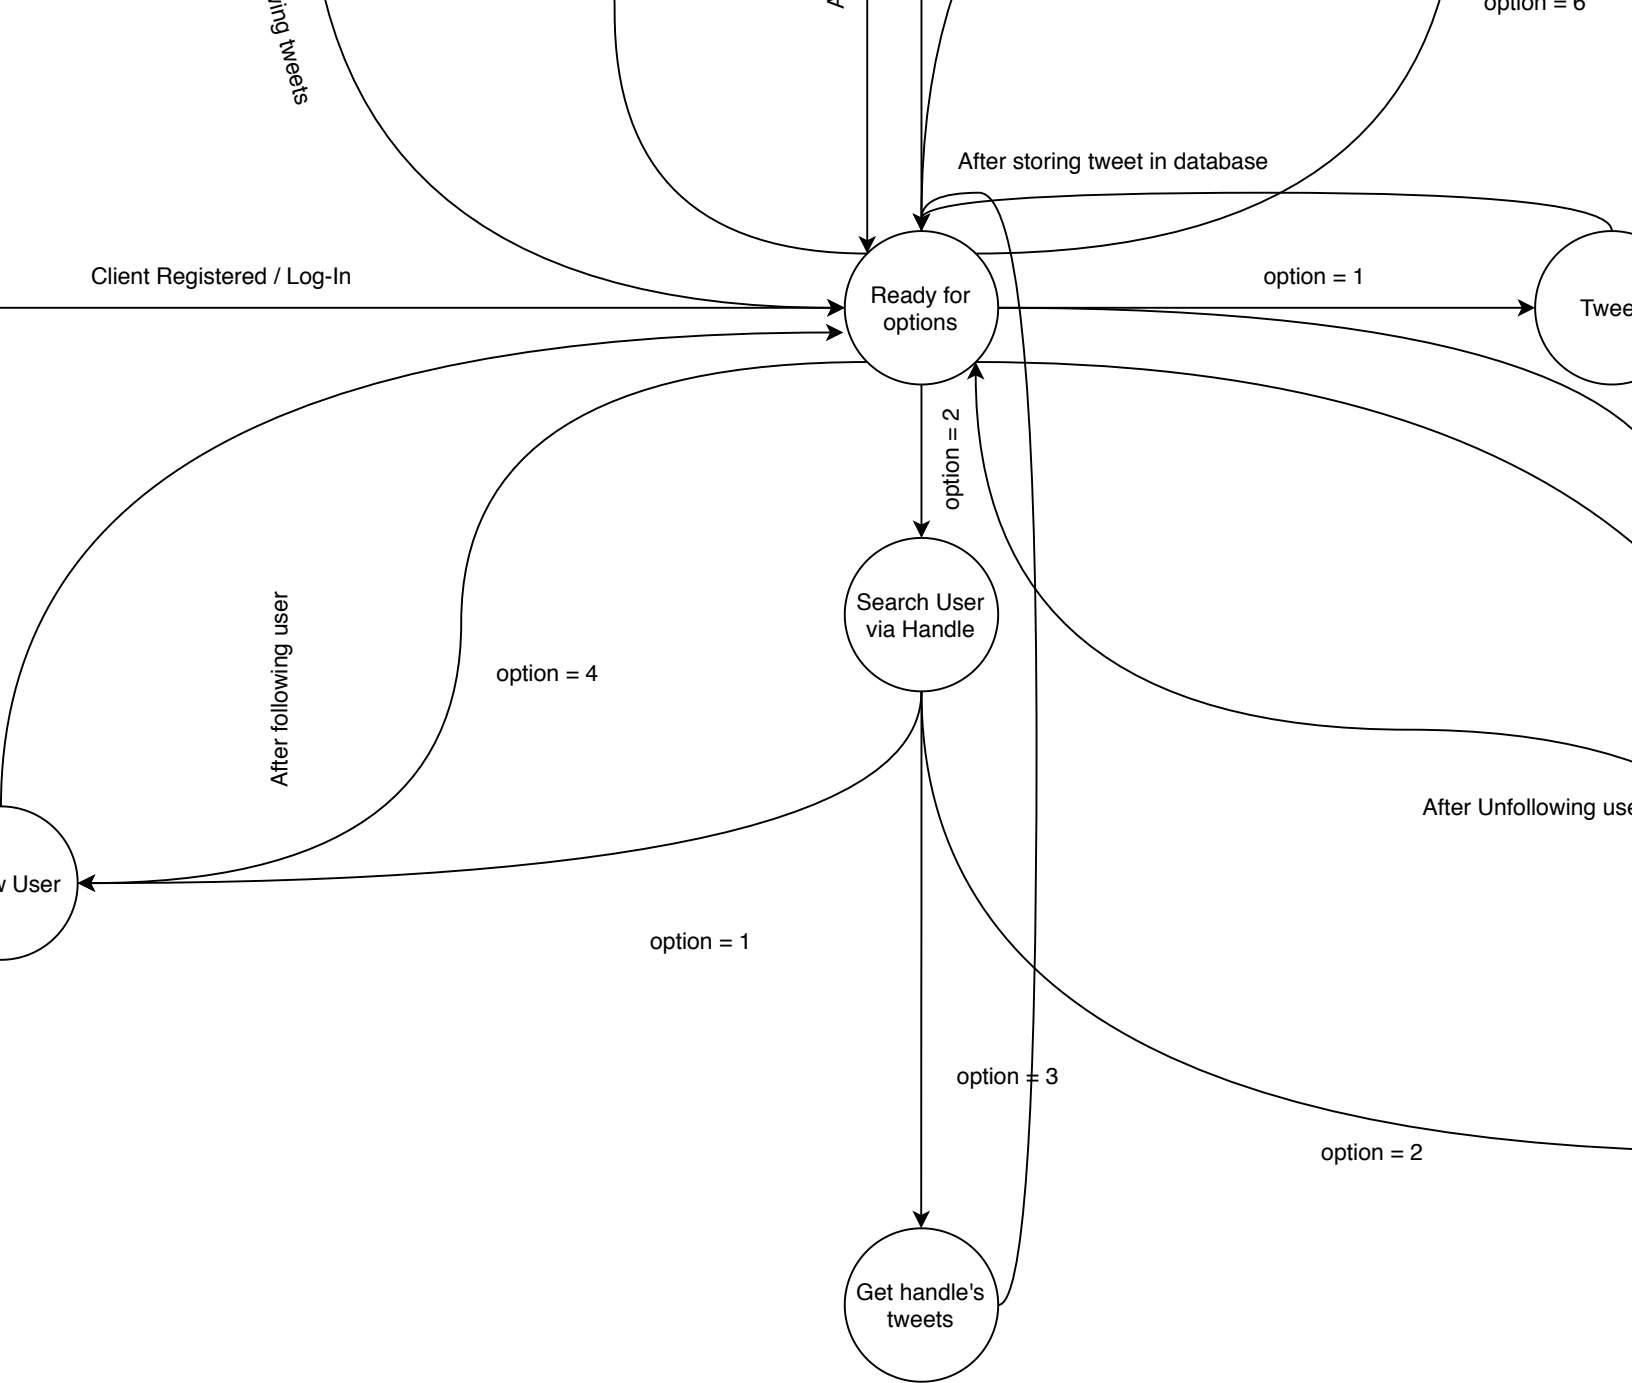 option = 6
tweets
After storing tweet in database
Client Registered / Log-In
option = 1
Ready for
options
option = 2
Search User
via Handle
After following user
option = 4
After Unfollowing
User
option = 1
option = 3
option = 2
Get handle's
tweets